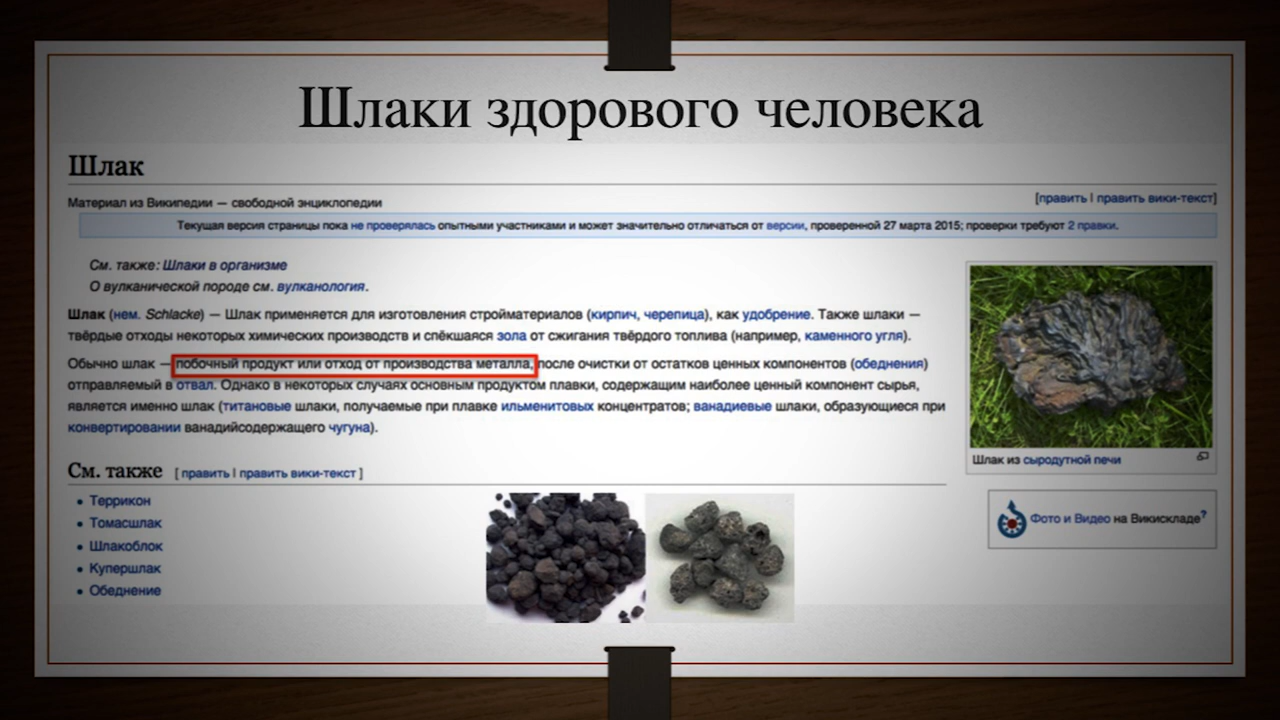 Шлаки здорового человека
Шлак
Материал из Википедии — свободной энциклопедии
[править | править вики-текст]
Текущая версия страницы пока не проверялась опытными участниками и может значительно отличаться от версии, проверенной 27 марта 2015; проверки требуют 2 правки.
См. также: Шлаки в организме
О вулканической породе см. вулканология.
Шлак (нем. Schlacke) — Шлак применяется для изготовления стройматериалов (кирпич, черепица), как удобрение. Также шлаки —
твёрдые отходы некоторых химических производств и спёкшаяся зола от сжигания твёрдого топлива (например, каменного угля).
Обычно шлак — побочный продукт или отход от производства металла, после очистки от остатков ценных компонентов (обеднения)
отправляемый в отвал. Однако в некоторых случаях основным продуктом плавки, содержащим наиболее ценный компонент сырья,
является именно шлак (титановые шлаки, получаемые при плавке ильменитовых концентратов; ванадиевые шлаки, образующиеся при
конвертировании ванадийсодержащего чугуна).
Шлак из сыродутной печи
См. также [ править | править вики-текст ]
Террикон
Томасшлак
Шлакоблок
Купершлак
Обеднение
Фото и Видео на Викискладе?